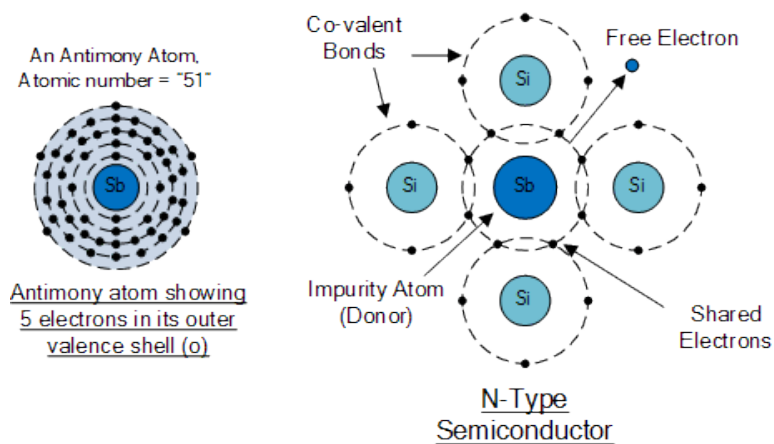 An Antimony Atom,
Atomic number = "51"
Sb
Antimony atom showing
5 electrons in its outer
valence shell (o)
Co-valent
Bonds
Free Electron
Si
Si
Sb
Si
Si
Impurity Atom
(Donor)
Shared
Electrons
N-Type
Semiconductor